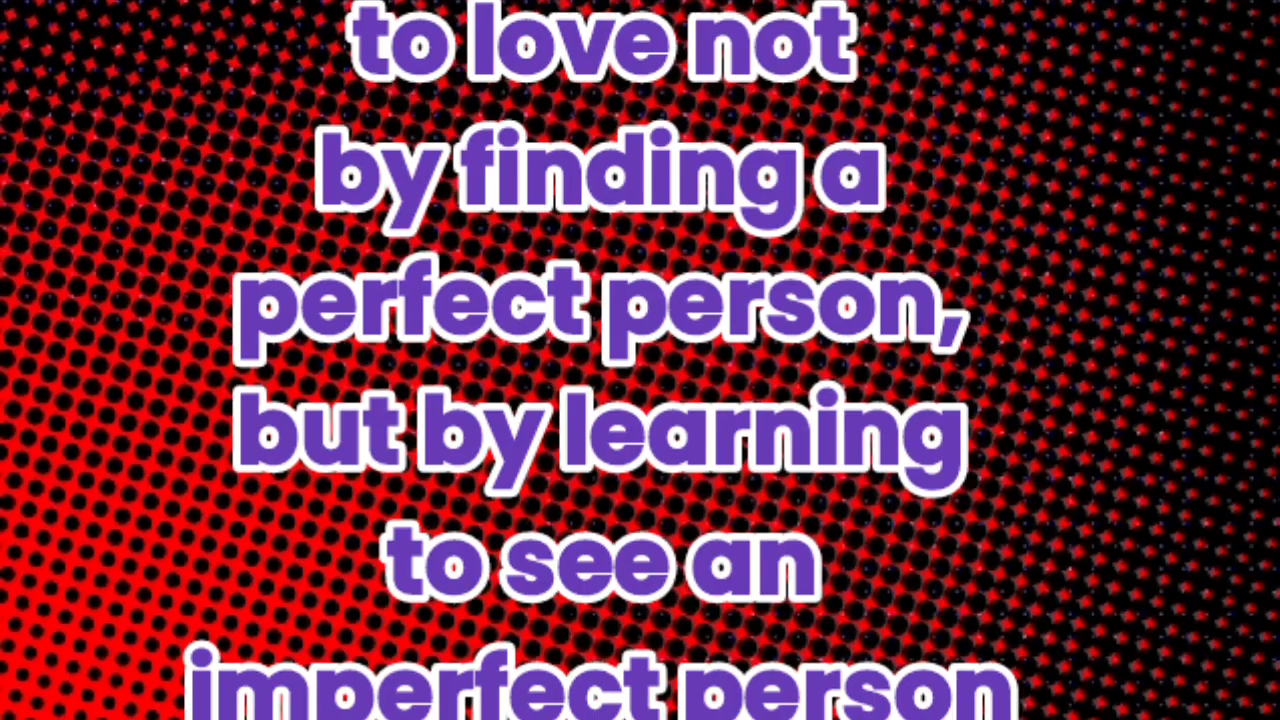 to love not
by finding a
perfect person,
but by learning
to see an
imperfect person